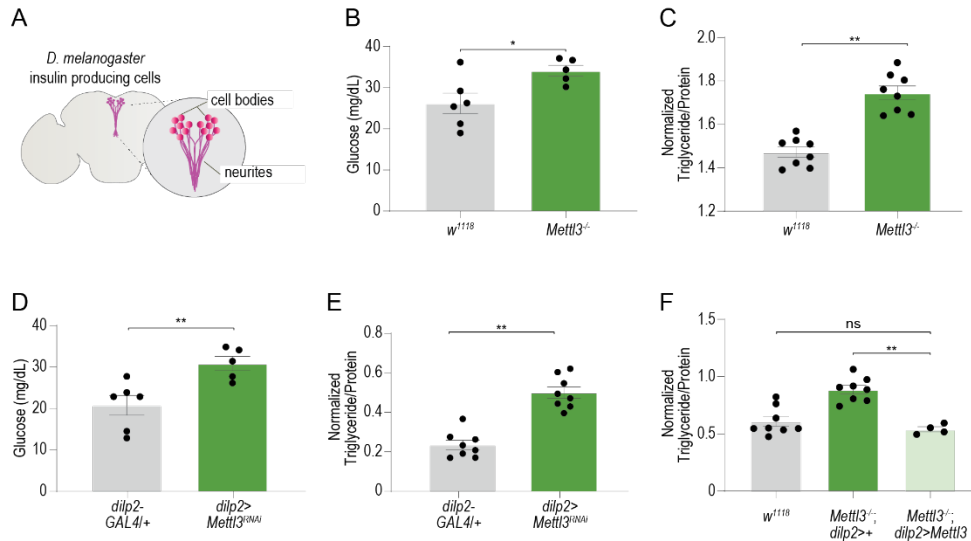 A
D. melanogaster
insulin producing cells
cell bodies
neurites
B
Glucose (mg/dL)
40
30
20
10
0
*
w¹¹¹⁸
Mettl3⁻/⁻
C
Normalized
Triglyceride/Protein
2.0
1.8
1.6
1.4
1.2
**
w¹¹¹⁸
Mettl3⁻/⁻
D
Glucose (mg/dL)
40
30
20
10
0
**
dilp2-
GAL4/+
dilp2>
Mettl3ᴿᴺᴬⁱ
E
Normalized
Triglyceride/Protein
0.8
0.6
0.4
0.2
0
**
dilp2-
GAL4/+
dilp2>
Mettl3ᴿᴺᴬⁱ
F
Normalized
Triglyceride/Protein
1.5
1.0
0.5
0
ns
**
w¹¹¹⁸
Mettl3⁻/⁻;
dilp2>+
Mettl3⁻/⁻;
dilp2>Mettl3